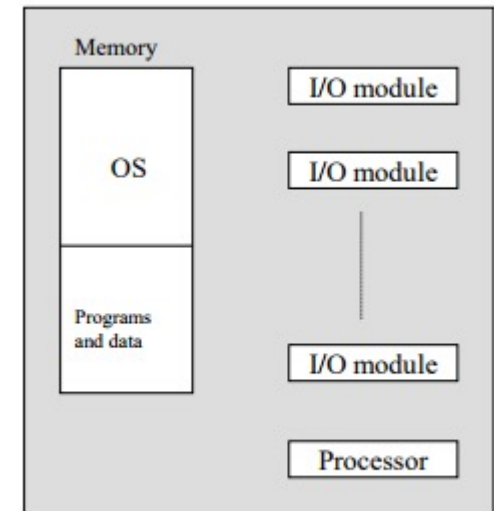 Memory
OS
Programs
and data
I/O module
I/O module
I/O module
Processor